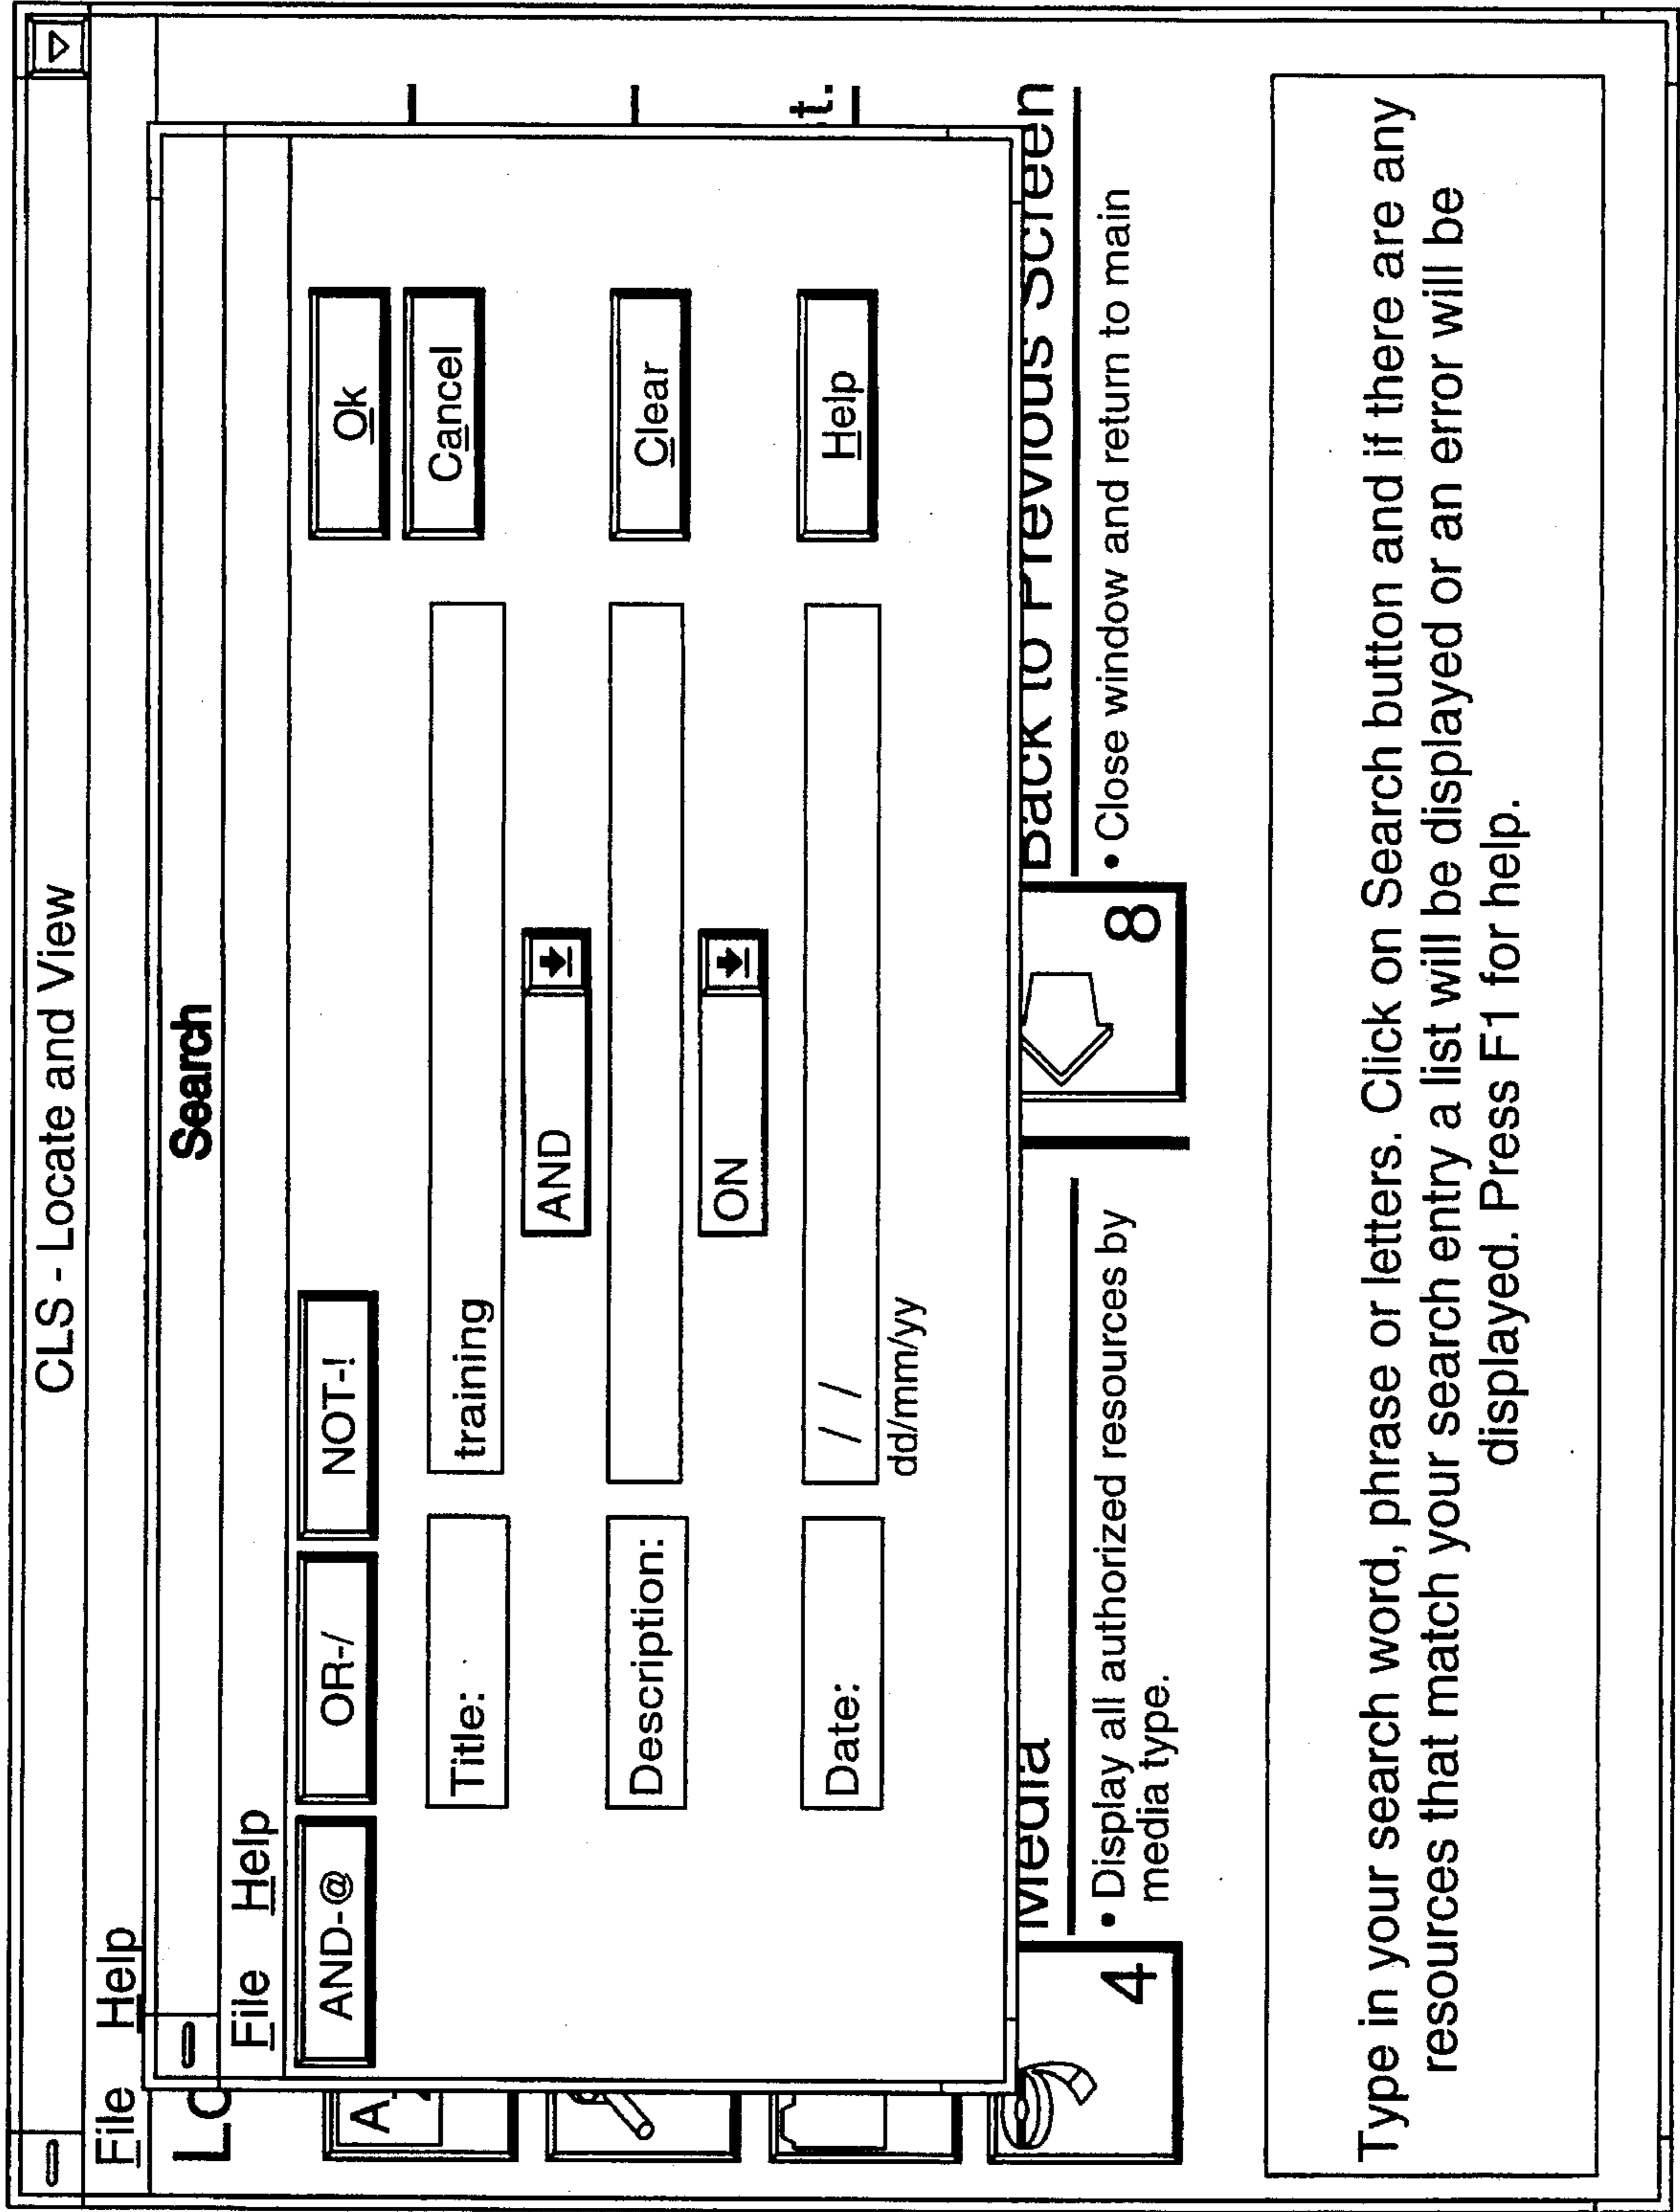 CLS - Locate and View
File Help
Search
File Help
AND-@ OR-/ NOT-!
Ok
Cancel
Title: training
AND
Description:
Clear
ON
Date: / /
dd/mm/yy
Help
Lo
A
t.
4
Media
• Display all authorized resources by
media type.
8
Back to Previous Screen
• Close window and return to main
Type in your search word, phrase or letters. Click on Search button and if there are any
resources that match your search entry a list will be displayed or an error will be
displayed. Press F1 for help.